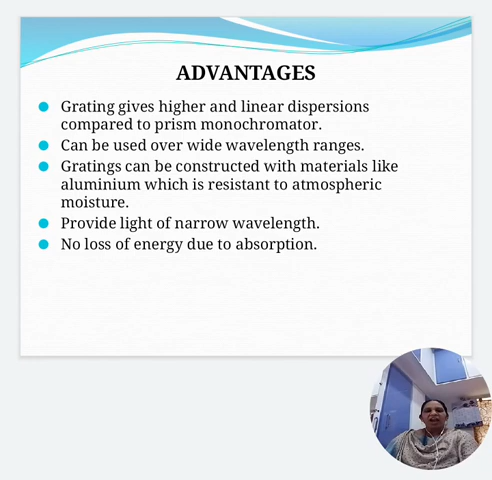 ADVANTAGES
Grating gives higher and linear dispersions
compared to prism monochromator.
Can be used over wide wavelength ranges.
Gratings can be constructed with materials like
aluminium which is resistant to atmospheric
moisture.
Provide light of narrow wavelength.
No loss of energy due to absorption.